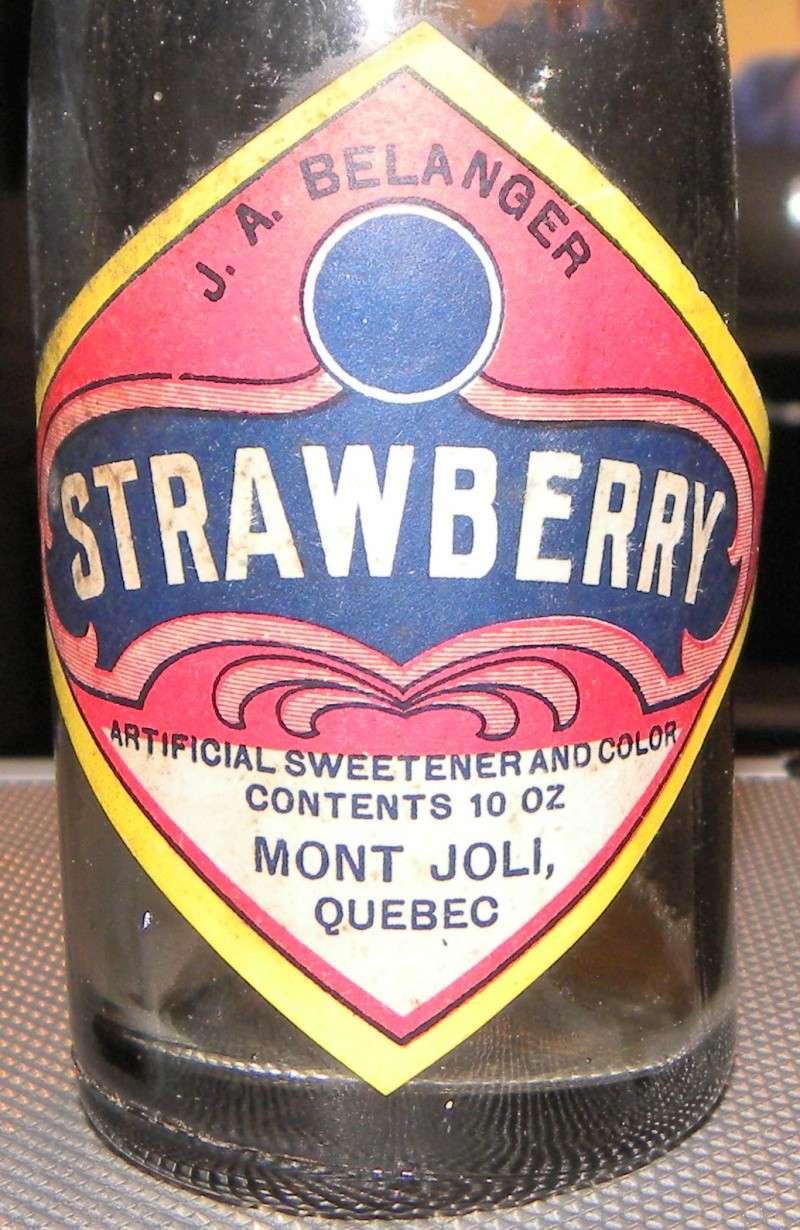 J. A. BELANGER
STRAWBERRY
ARTIFICIAL SWEETENER AND COLOR
CONTENTS 10 OZ
MONT JOLI,
QUEBEC